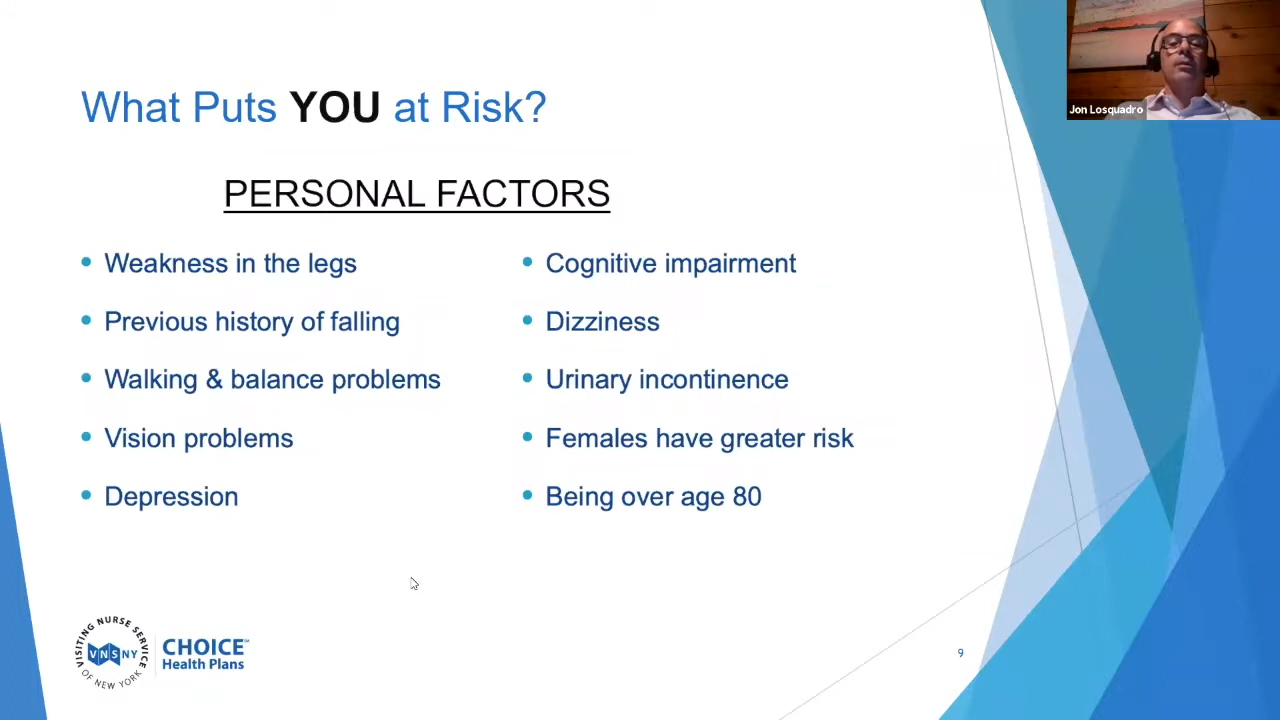 What Puts YOU at Risk?
PERSONAL FACTORS
• Weakness in the legs
• Previous history of falling
• Walking & balance problems
• Vision problems
• Depression
• Cognitive impairment
• Dizziness
• Urinary incontinence
• Females have greater risk
• Being over age 80
VISITING NURSE SERVICE
OF NEW YORK
VNSNY
CHOICE℠
Health Plans
9
Jon Losquadro